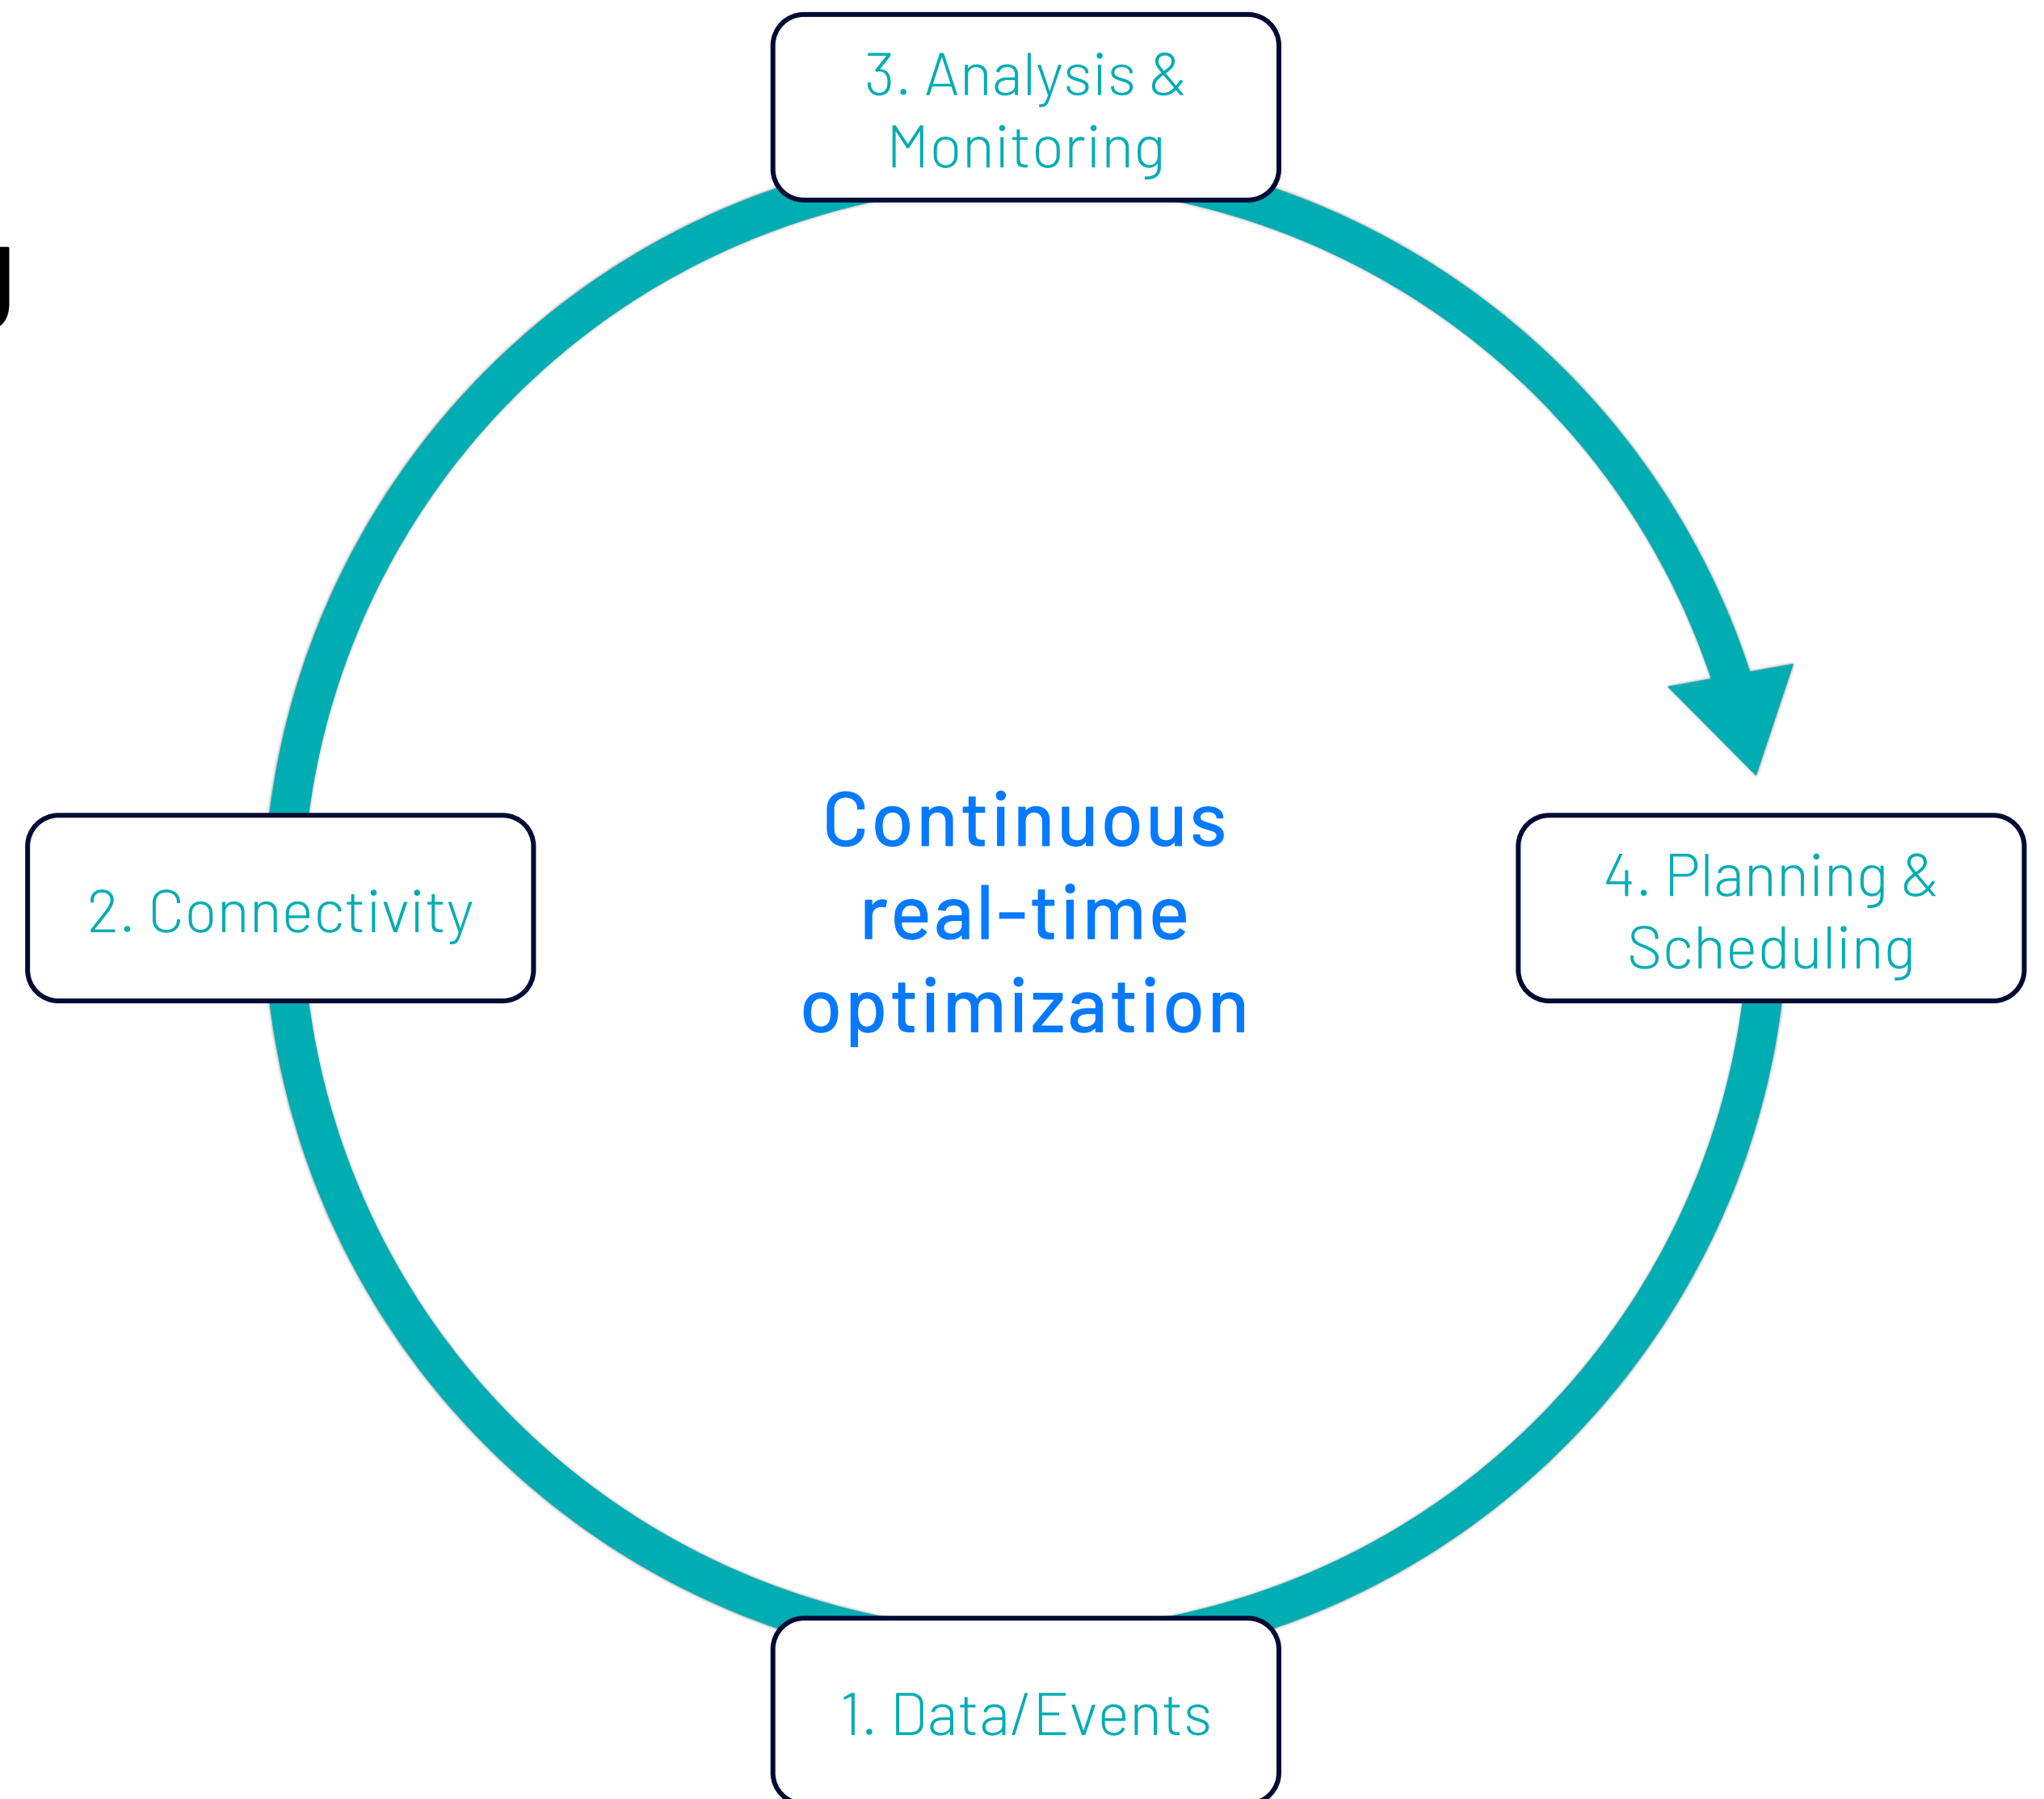 3. Analysis &
Monitoring
Continuous
real-time
optimization
2. Connectivity
4. Planning &
Scheduling
1. Data/Events